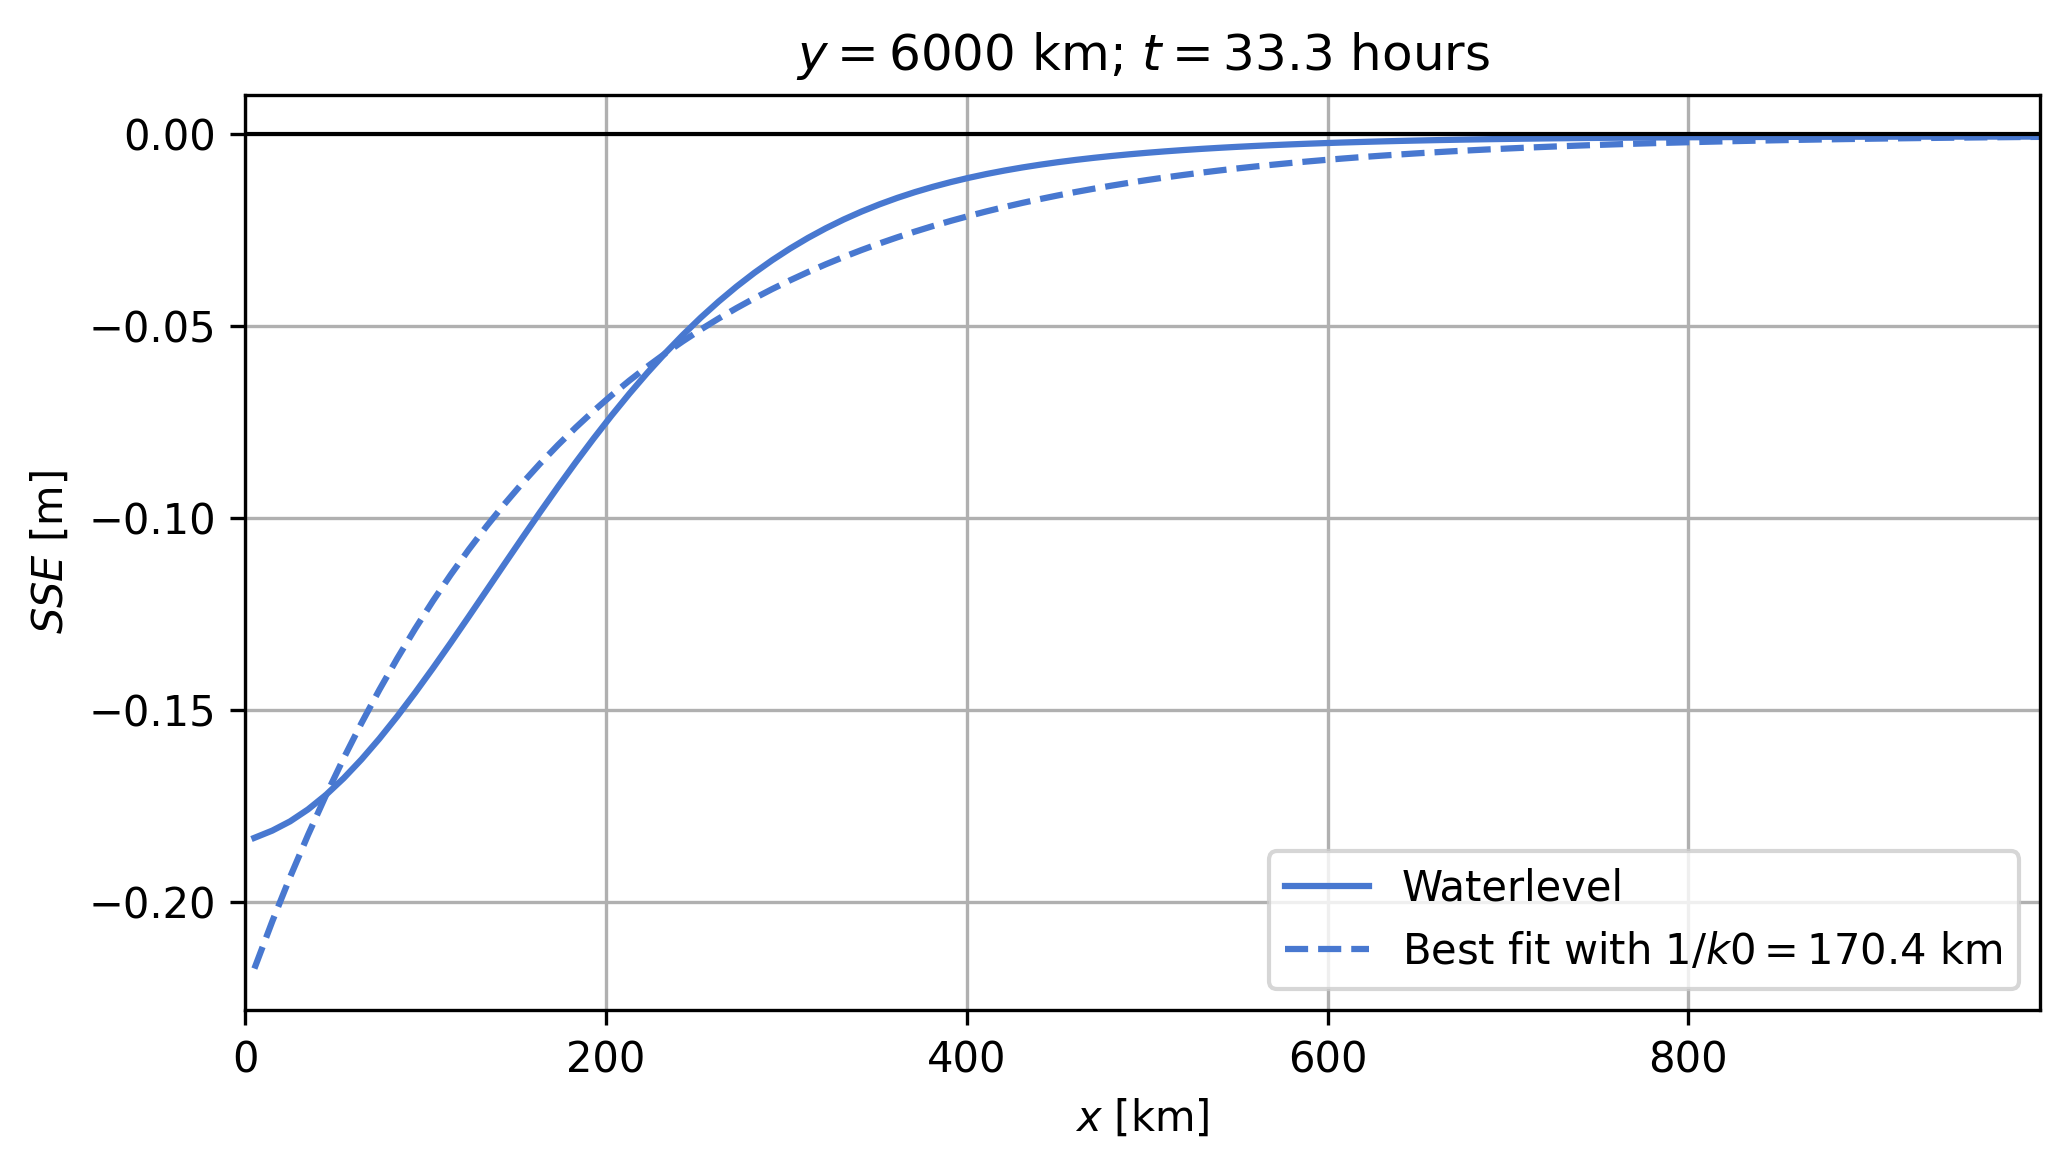 y = 6000 km; t = 33.3 hours
0.00
−0.05
−0.10
−0.15
−0.20
SSE [m]
Waterlevel
Best fit with 1/k0 = 170.4 km
0 200 400 600 800
x [km]